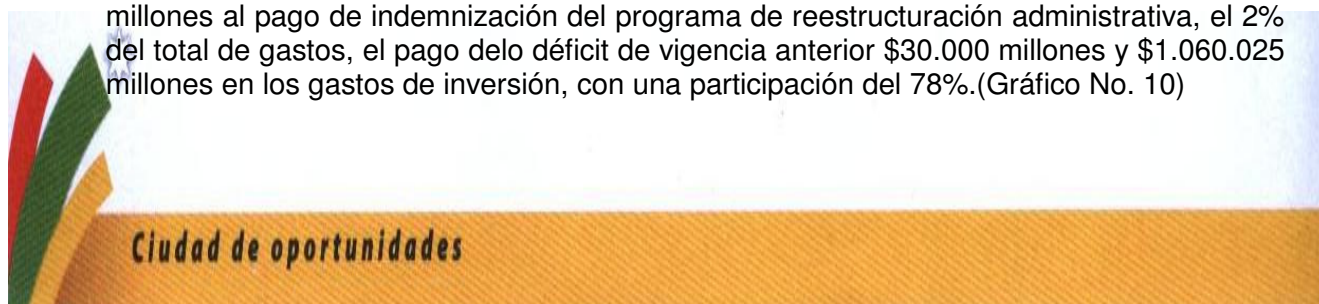 millones al pago de indemnización del programa de reestructuración administrativa, el 2%
del total de gastos, el pago delo déficit de vigencia anterior $30.000 millones y $1.060.025
millones en los gastos de inversión, con una participación del 78%.(Gráfico No. 10)
Ciudad de oportunidades